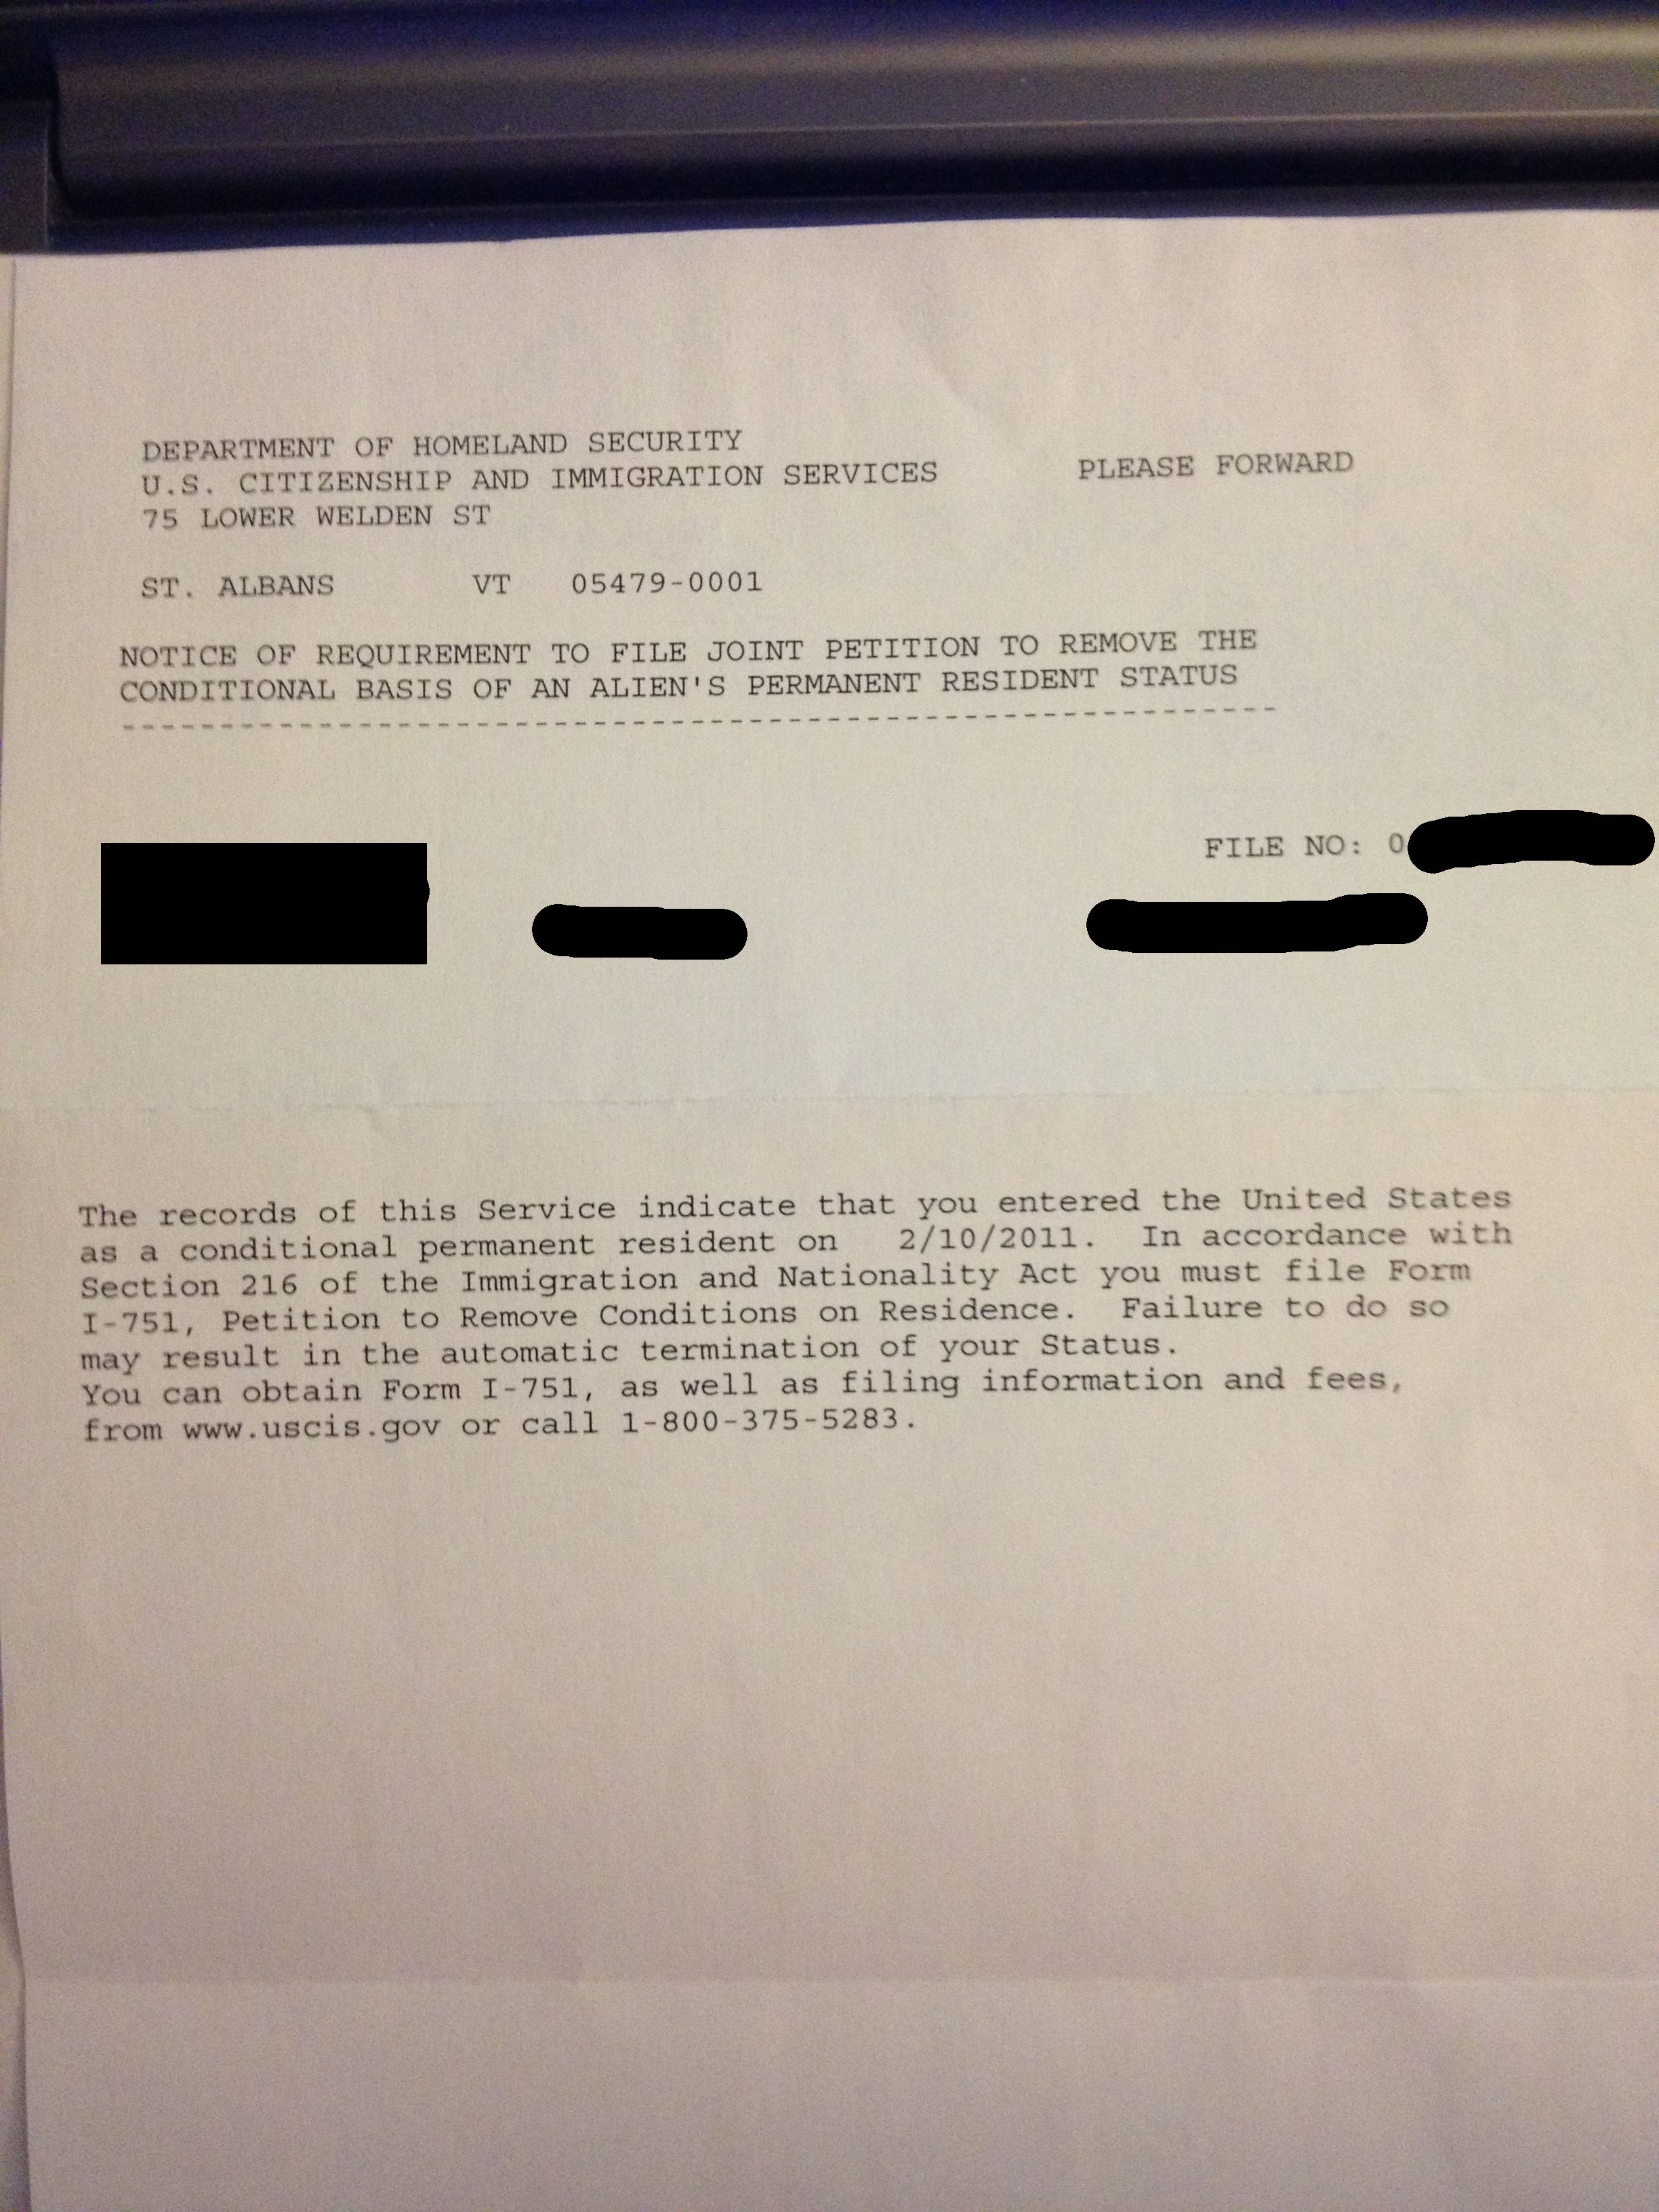 DEPARTMENT OF HOMELAND SECURITY
U.S. CITIZENSHIP AND IMMIGRATION SERVICES PLEASE FORWARD
75 LOWER WELDEN ST
ST. ALBANS VT 05479-0001
NOTICE OF REQUIREMENT TO FILE JOINT PETITION TO REMOVE THE
CONDITIONAL BASIS OF AN ALIEN'S PERMANENT RESIDENT STATUS
-----------------------------------------------------------
FILE NO: 0
The records of this Service indicate that you entered the United States
as a conditional permanent resident on 2/10/2011. In accordance with
Section 216 of the Immigration and Nationality Act you must file Form
I-751, Petition to Remove Conditions on Residence. Failure to do so
may result in the automatic termination of your Status.
You can obtain Form I-751, as well as filing information and fees,
from www.uscis.gov or call 1-800-375-5283.